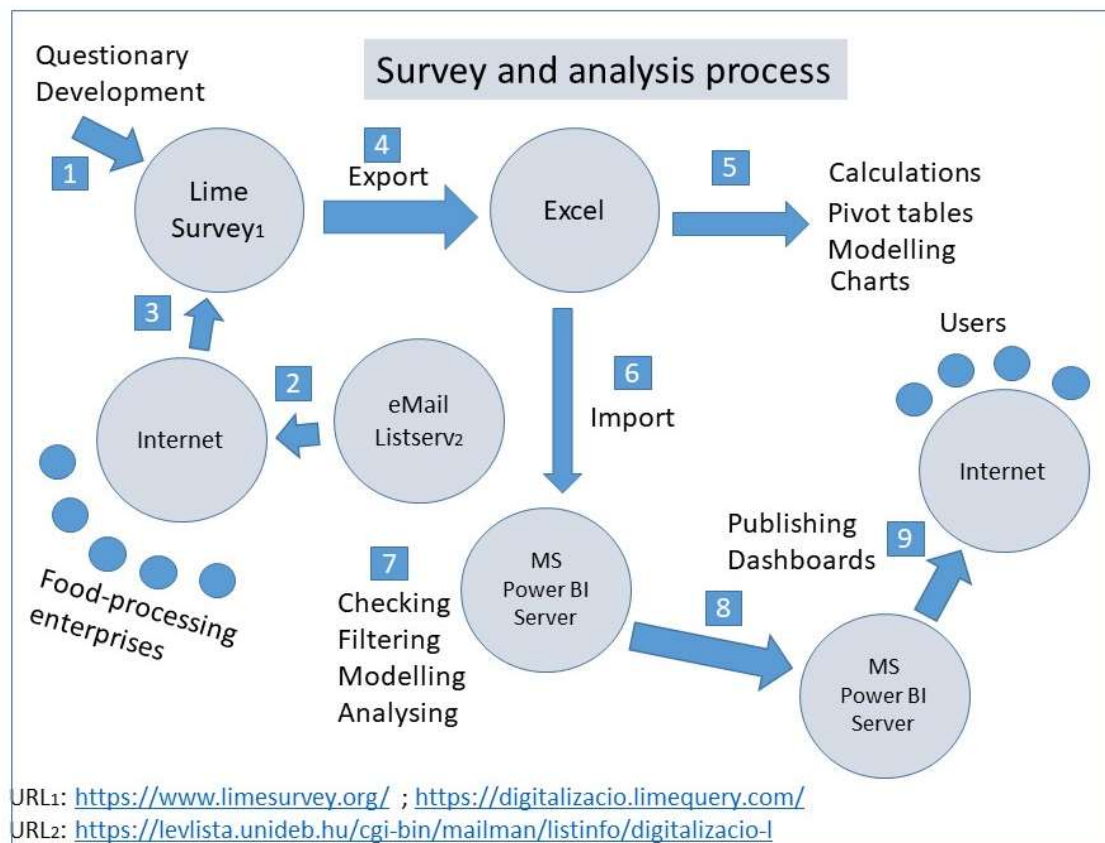 Survey and analysis process
Questionary
Development
1
Lime
Survey1
4
Export
Excel
5
Calculations
Pivot tables
Modelling
Charts
3
2
Internet
eMail
Listserv2
Food-processing
enterprises
6
Import
7
Checking
Filtering
Modelling
Analysing
MS
Power BI
Server
8
Publishing
Dashboards
MS
Power BI
Server
9
Users
Internet
URL1: https://www.limesurvey.org/ ; https://digitalizacio.limequery.com/
URL2: https://levlista.unideb.hu/cgi-bin/mailman/listinfo/digitalizacio-l